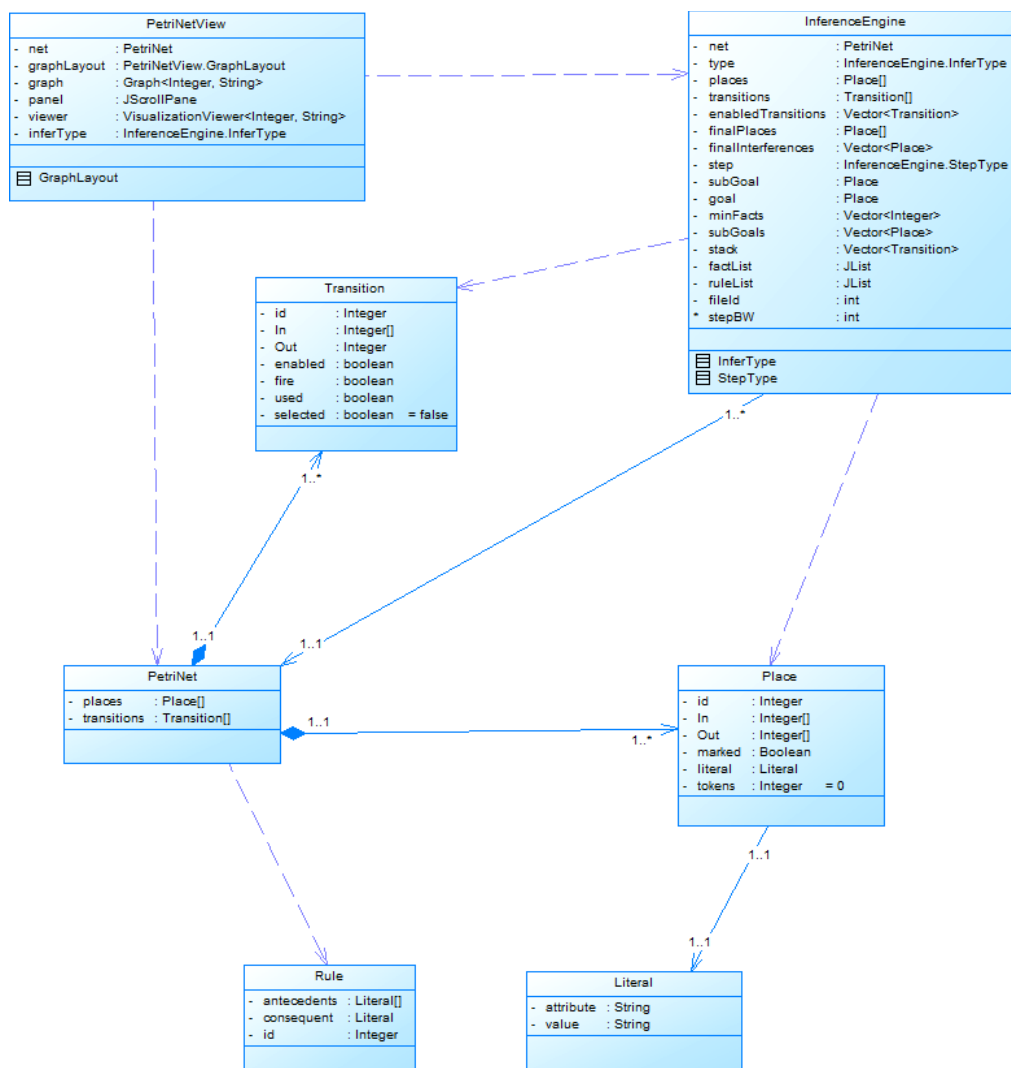 PetriNetView
- net : PetriNet
- graphLayout : PetriNetView.GraphLayout
- graph : Graph<Integer, String>
- panel : JScrollPane
- viewer : VisualizationViewer<Integer, String>
- inferType : InferenceEngine.InferType
GraphLayout
InferenceEngine
- net : PetriNet
- type : InferenceEngine.InferType
- places : Place[]
- transitions : Transition[]
- enabledTransitions : Vector<Transition>
- finalPlaces : Place[]
- finalInterferences : Vector<Place>
- step : InferenceEngine.StepType
- subGoal : Place
- goal : Place
- minFacts : Vector<Integer>
- subGoals : Vector<Place>
- stack : Vector<Transition>
- factList : JList
- ruleList : JList
- fileId : int
* stepBW : int
InferType
StepType
Transition
- id : Integer
- In : Integer[]
- Out : Integer
- enabled : boolean
- fire : boolean
- used : boolean
- selected : boolean = false
1..*
1..*
1..1
1..1
PetriNet
- places : Place[]
- transitions : Transition[]
1..1
1..*
Place
- id : Integer
- In : Integer[]
- Out : Integer[]
- marked : Boolean
- literal : Literal
- tokens : Integer = 0
1..1
1..1
Rule
- antecedents : Literal[]
- consequent : Literal
- id : Integer
Literal
- attribute : String
- value : String